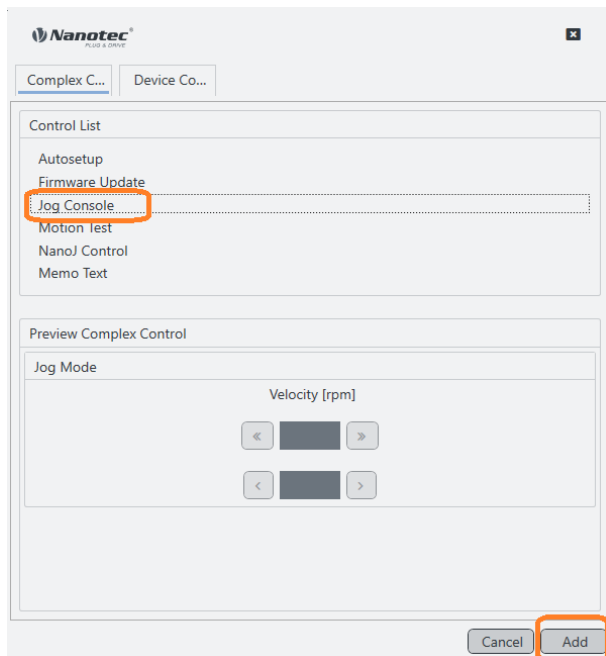 Nanotec®
PLUG & DRIVE
Complex C... Device Co...
Control List
Autosetup
Firmware Update
Jog Console
Motion Test
NanoJ Control
Memo Text
Preview Complex Control
Jog Mode
Velocity [rpm]
Cancel Add